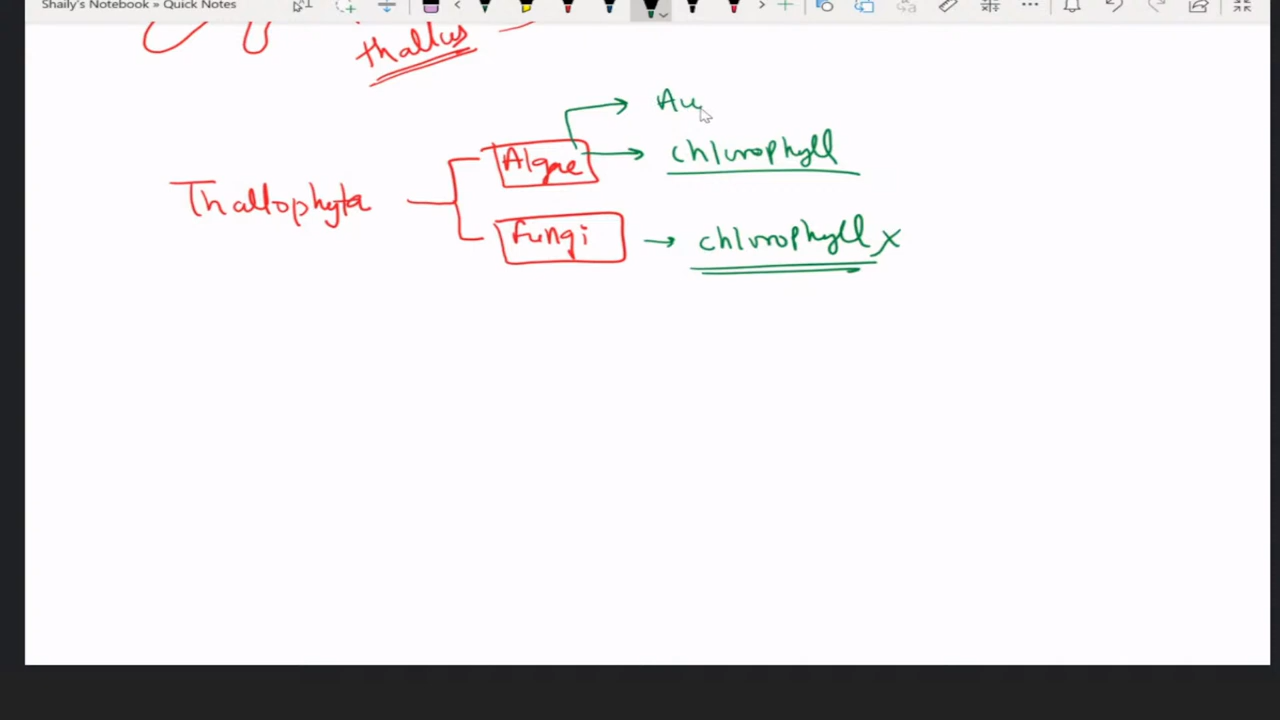 Shaily's Notebook » Quick Notes
thallus
Au
Algae → chlorophyll
Thallophyta
fungi → chlorophyll x